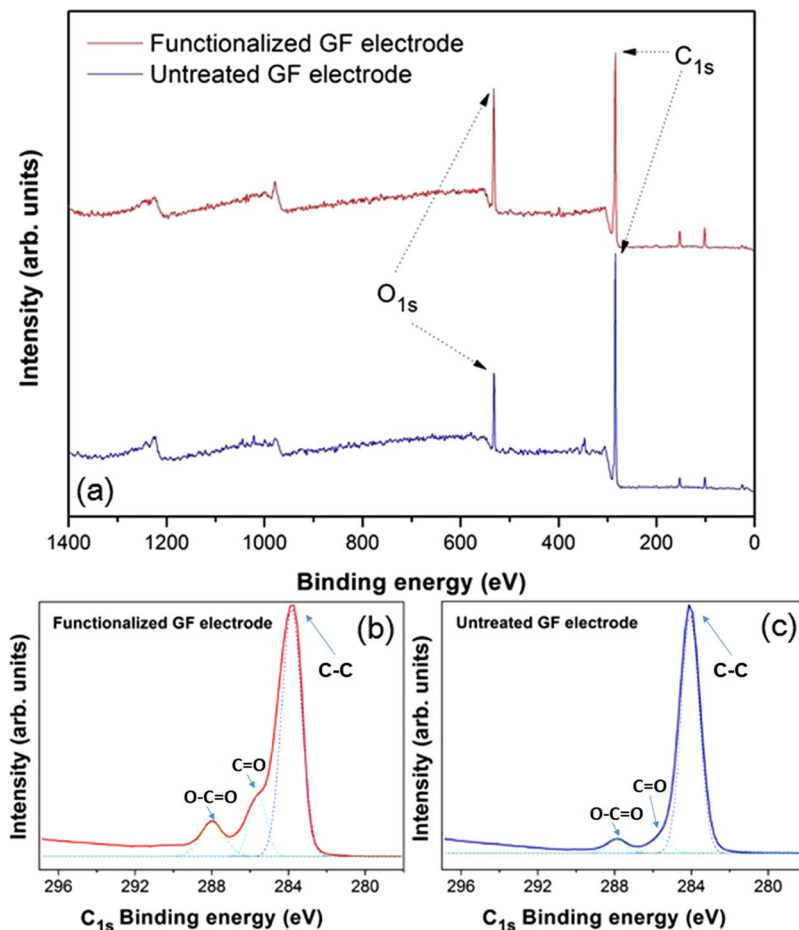 Functionalized GF electrode
Untreated GF electrode
C1s
O1s
Intensity (arb. units)
(a)
1400 1200 1000 800 600 400 200 0
Binding energy (eV)
Functionalized GF electrode
(b)
C-C
C=O
O-C=O
Intensity (arb. units)
296 292 288 284 280
C1s Binding energy (eV)
Untreated GF electrode
(c)
C-C
C=O
O-C=O
Intensity (arb. units)
296 292 288 284 280
C1s Binding energy (eV)